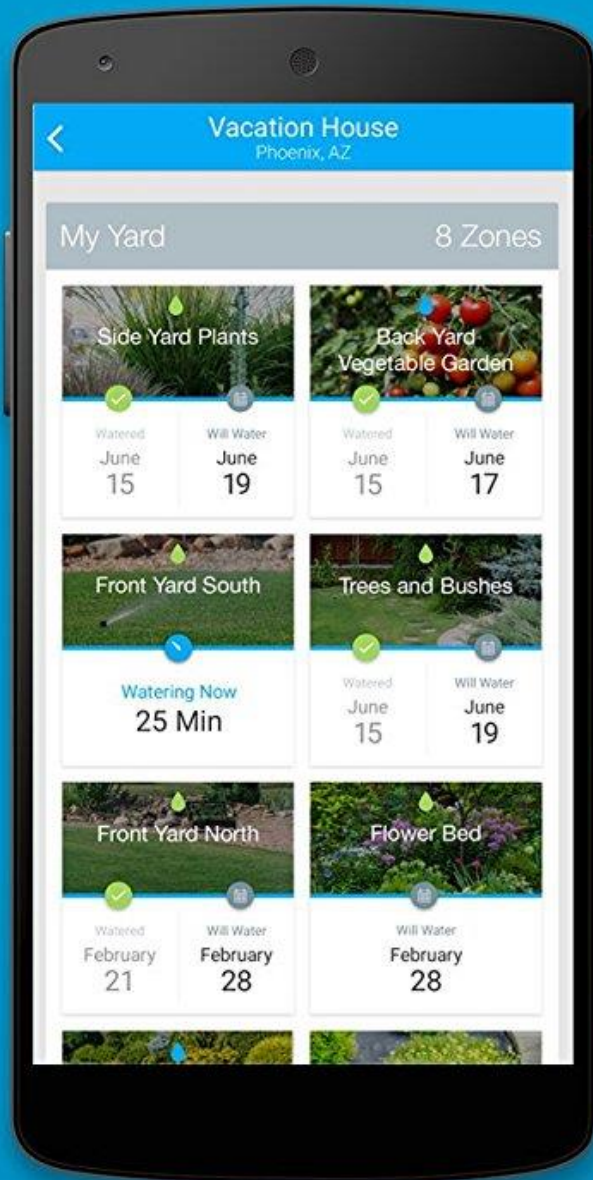 Vacation House
Phoenix, AZ
My Yard
8 Zones
Side Yard Plants
Watered
June
15
Will Water
June
19
Back Yard
Vegetable Garden
Watered
June
15
Will Water
June
17
Front Yard South
Watering Now
25 Min
Trees and Bushes
Watered
June
15
Will Water
June
19
Front Yard North
Watered
February
21
Will Water
February
28
Flower Bed
Will Water
February
28